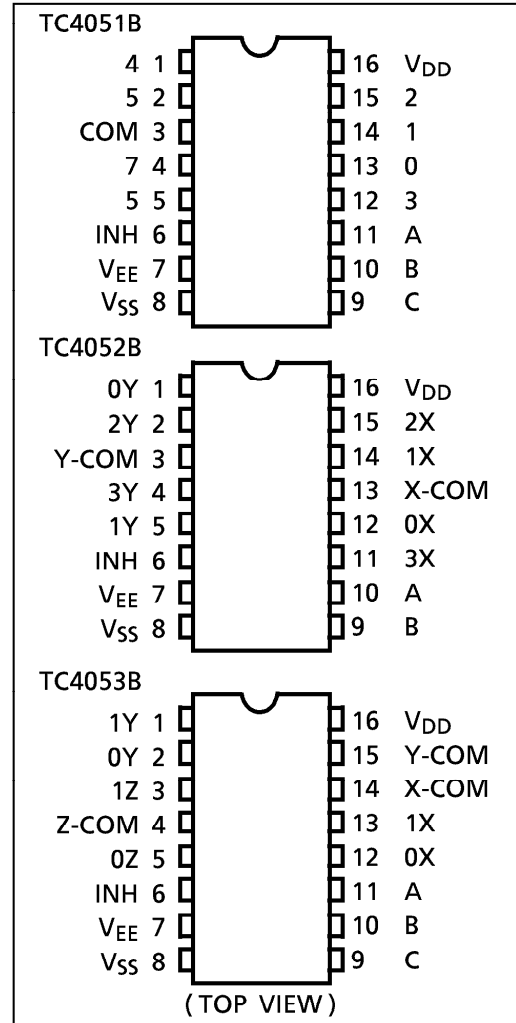 TC4051B
4 1 16 VDD
5 2 15 2
COM 3 14 1
7 4 13 0
5 5 12 3
INH 6 11 A
VEE 7 10 B
VSS 8 9 C
TC4052B
0Y 1 16 VDD
2Y 2 15 2X
Y-COM 3 14 1X
3Y 4 13 X-COM
1Y 5 12 0X
INH 6 11 3X
VEE 7 10 A
VSS 8 9 B
TC4053B
1Y 1 16 VDD
0Y 2 15 Y-COM
1Z 3 14 X-COM
Z-COM 4 13 1X
0Z 5 12 0X
INH 6 11 A
VEE 7 10 B
VSS 8 9 C
(TOP VIEW)